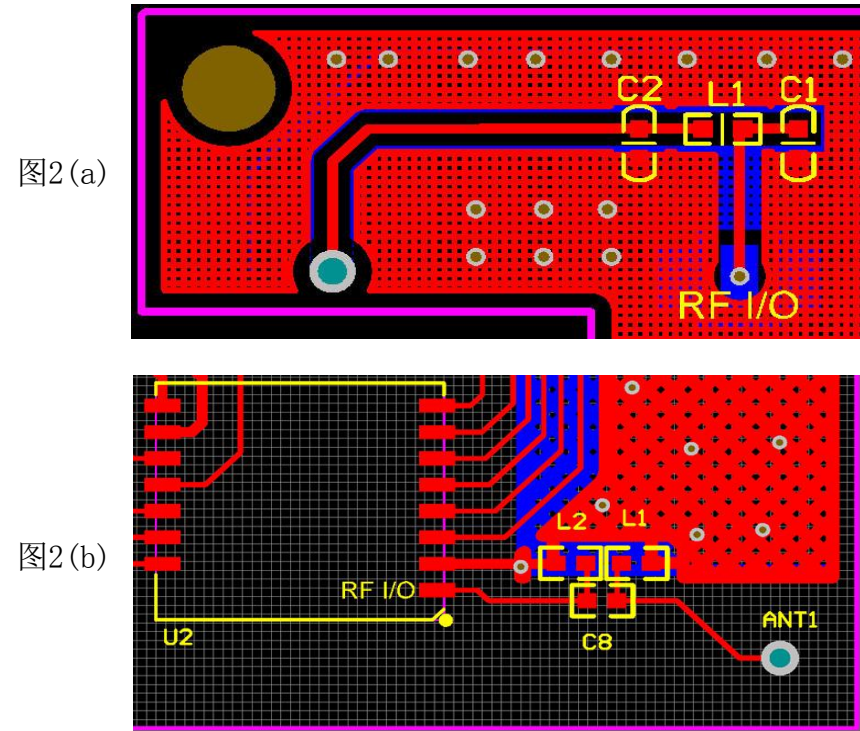 图2(a)
C2
L1
C1
RF I/O
图2(b)
L2
L1
RF I/O
C8
ANT1
U2